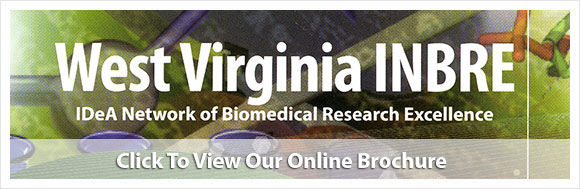 West Virginia INBRE
IDeA Network of Biomedical Research Excellence
Click To View Our Online Brochure